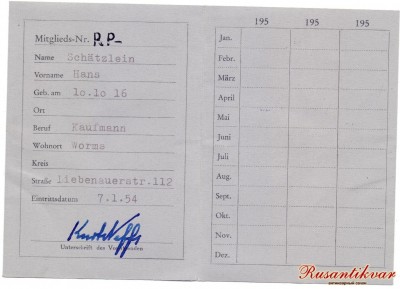 Mitglieds-Nr. R.P-
Name Schätzlein
Vorname Hans
Geb. am 10.10 16
Ort
Beruf Kaufmann
Wohnort Worms
Kreis
Straße Liebenauerstr.112
Eintrittsdatum 7.1.54
Unterschrift des Vorsitzenden
195 195 195
Jan.
Febr.
März
April
Mai
Juni
Juli
Aug.
Sept.
Okt.
Nov.
Dez.
Rusantikvar